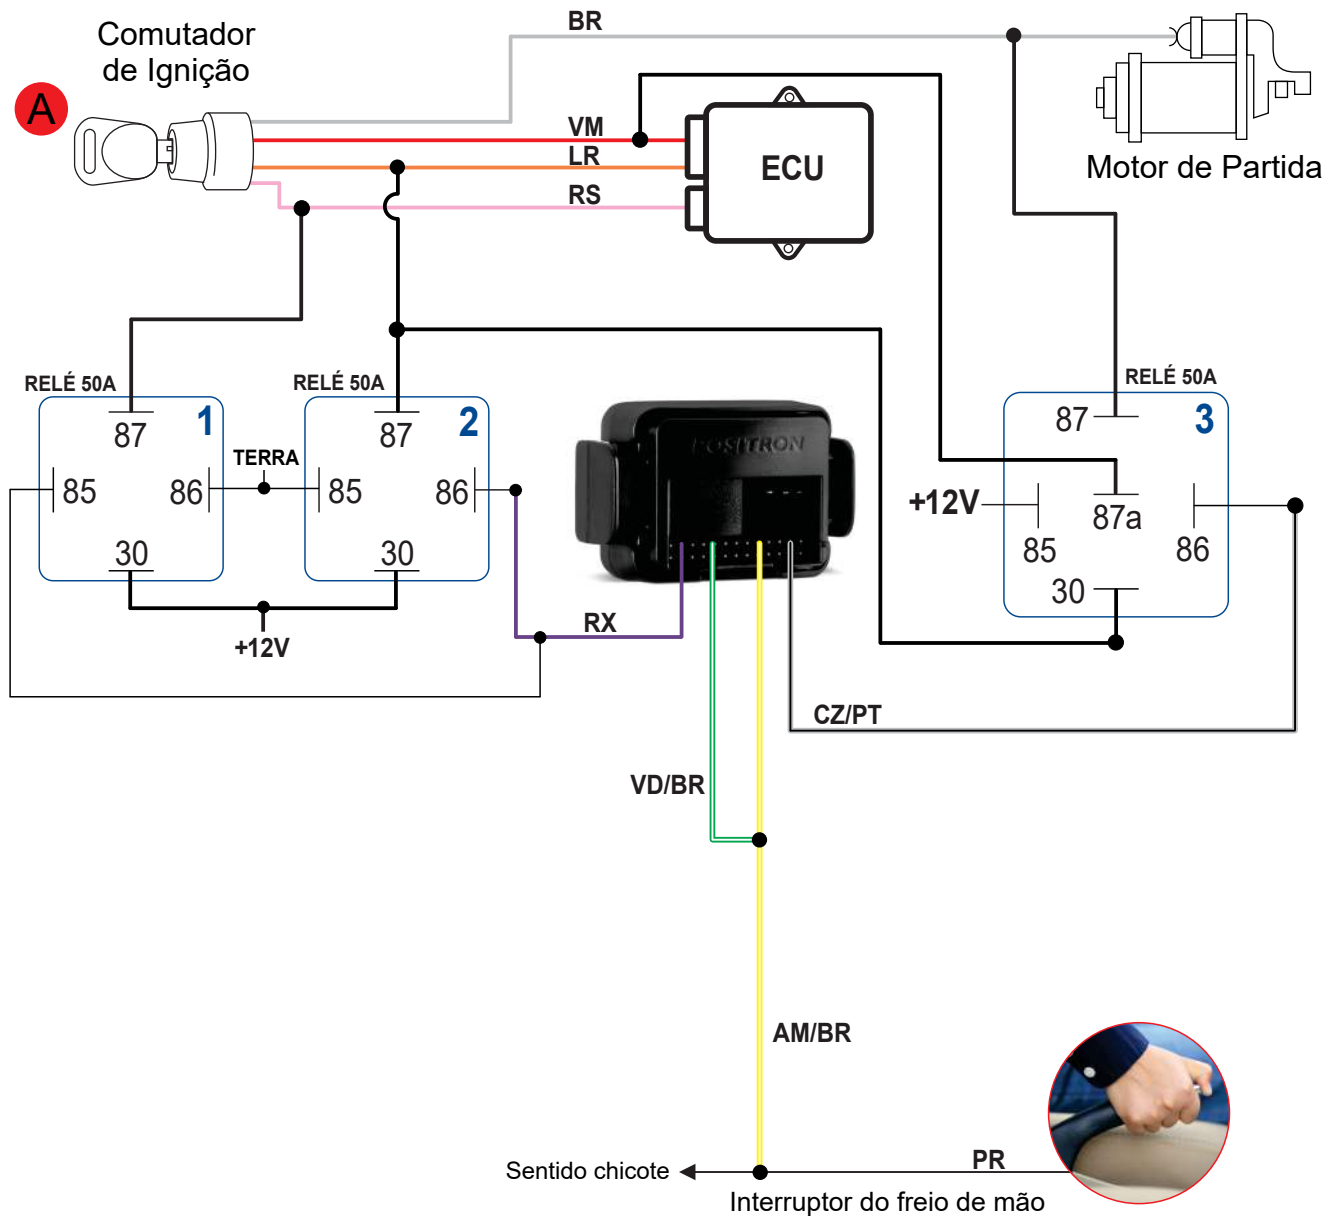 BR
Comutador
de Ignição
A
VM
LR
RS
ECU
Motor de Partida
RELÉ 50A
1
87
85
86
30
TERRA
RELÉ 50A
2
87
85
86
30
+12V
POSITRON
RELÉ 50A
3
87
+12V
85
87a
86
30
RX
CZ/PT
VD/BR
AM/BR
Sentido chicote
PR
Interruptor do freio de mão